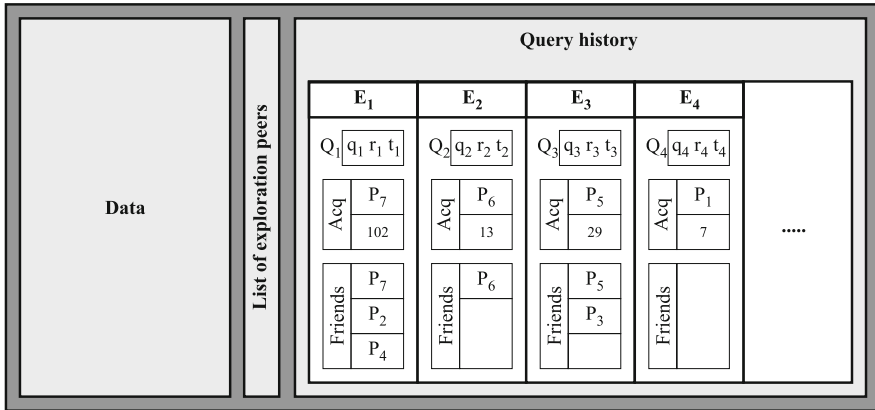 Data
List of exploration peers
Query history
E₁ E₂ E₃ E₄
Q₁ q₁ r₁ t₁ Q₂ q₂ r₂ t₂ Q₃ q₃ r₃ t₃ Q₄ q₄ r₄ t₄
Acq P₇ Acq P₆ Acq P₅ Acq P₁
102 13 29 7
.....
Friends P₇ Friends P₆ Friends P₅ Friends
P₂ P₃
P₄